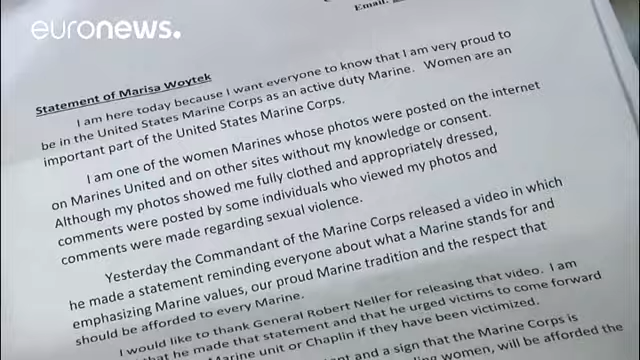 euronews.
Email:
Statement of Marisa Woytek
I am here today because I want everyone to know that I am very proud to
be in the United States Marine Corps as an active duty Marine. Women are an
important part of the United States Marine Corps.
I am one of the women Marines whose photos were posted on the internet
on Marines United and on other sites without my knowledge or consent.
Although my photos showed me fully clothed and appropriately dressed,
comments were posted by some individuals who viewed my photos and
comments were made regarding sexual violence.
Yesterday the Commandant of the Marine Corps released a video in which
he made a statement reminding everyone about what a Marine stands for and
emphasizing Marine values, our proud Marine tradition and the respect that
should be afforded to every Marine.
I would like to thank General Robert Neller for releasing that video. I am
that he made that statement and that he urged victims to come forward
Marine unit or Chaplin if they have been victimized.
and a sign that the Marine Corps is
women, will be afforded the